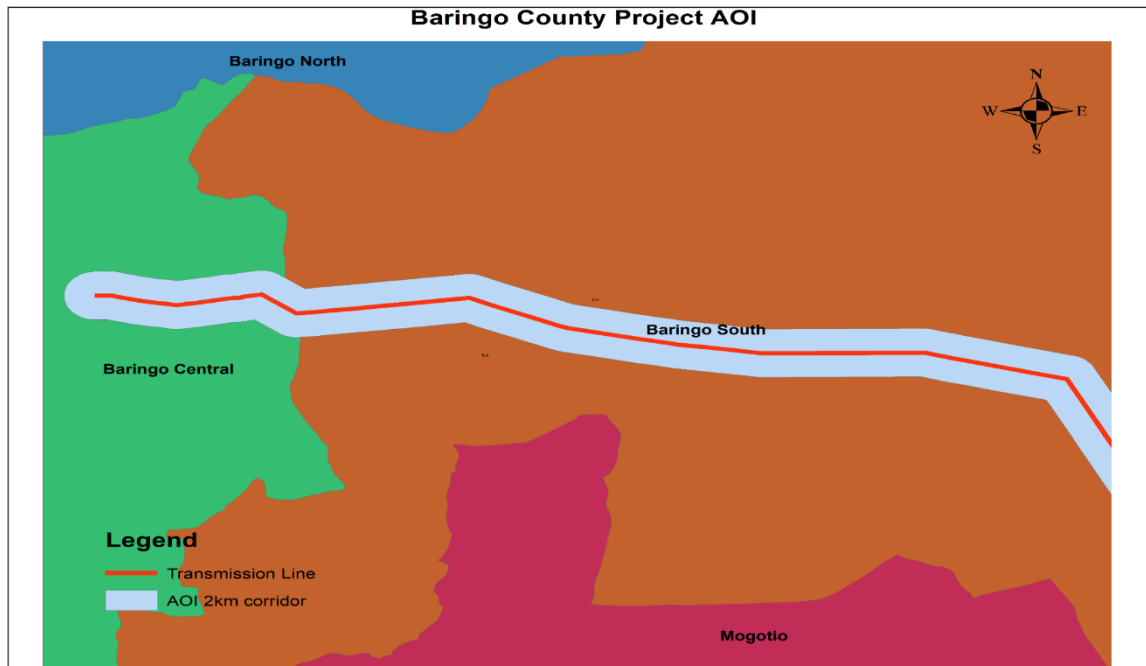 Baringo County Project AOI
Baringo North
N
W E
S
Baringo South
Baringo Central
Legend
Transmission Line
AOI 2km corridor
Mogotio